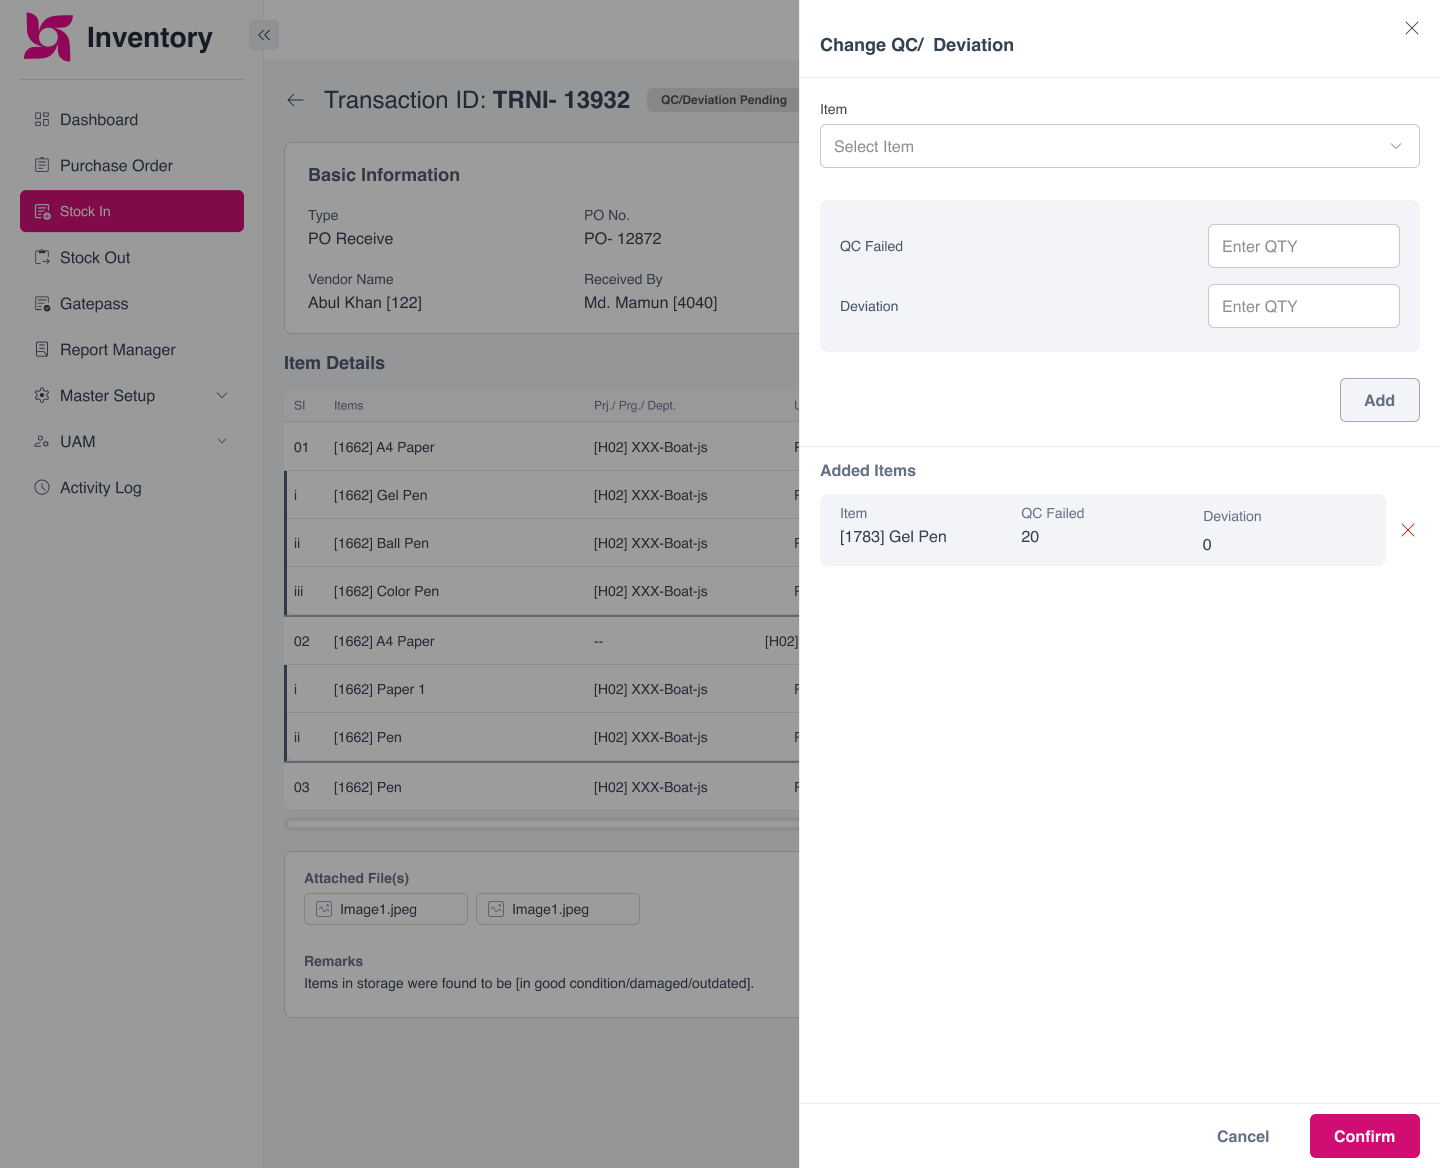 Inventory
Dashboard
Purchase Order
Stock In
Stock Out
Gatepass
Report Manager
Master Setup
UAM
Activity Log
Transaction ID: TRNI- 13932
QC/Deviation Pending
Basic Information
Type
PO No.
PO Receive
PO- 12872
Vendor Name
Received By
Abul Khan [122]
Md. Mamun [4040]
Item Details
SI Items Prj./ Prg./ Dept.
01 [1662] A4 Paper [H02] XXX-Boat-js
i [1662] Gel Pen [H02] XXX-Boat-js
ii [1662] Ball Pen [H02] XXX-Boat-js
iii [1662] Color Pen [H02] XXX-Boat-js
02 [1662] A4 Paper -- [H02]
i [1662] Paper 1 [H02] XXX-Boat-js
ii [1662] Pen [H02] XXX-Boat-js
03 [1662] Pen [H02] XXX-Boat-js
Attached File(s)
Image1.jpeg Image1.jpeg
Remarks
Items in storage were found to be [in good condition/damaged/outdated].
Change QC/ Deviation
Item
Select Item
QC Failed Enter QTY
Deviation Enter QTY
Add
Added Items
Item QC Failed Deviation
[1783] Gel Pen 20 0
Cancel Confirm